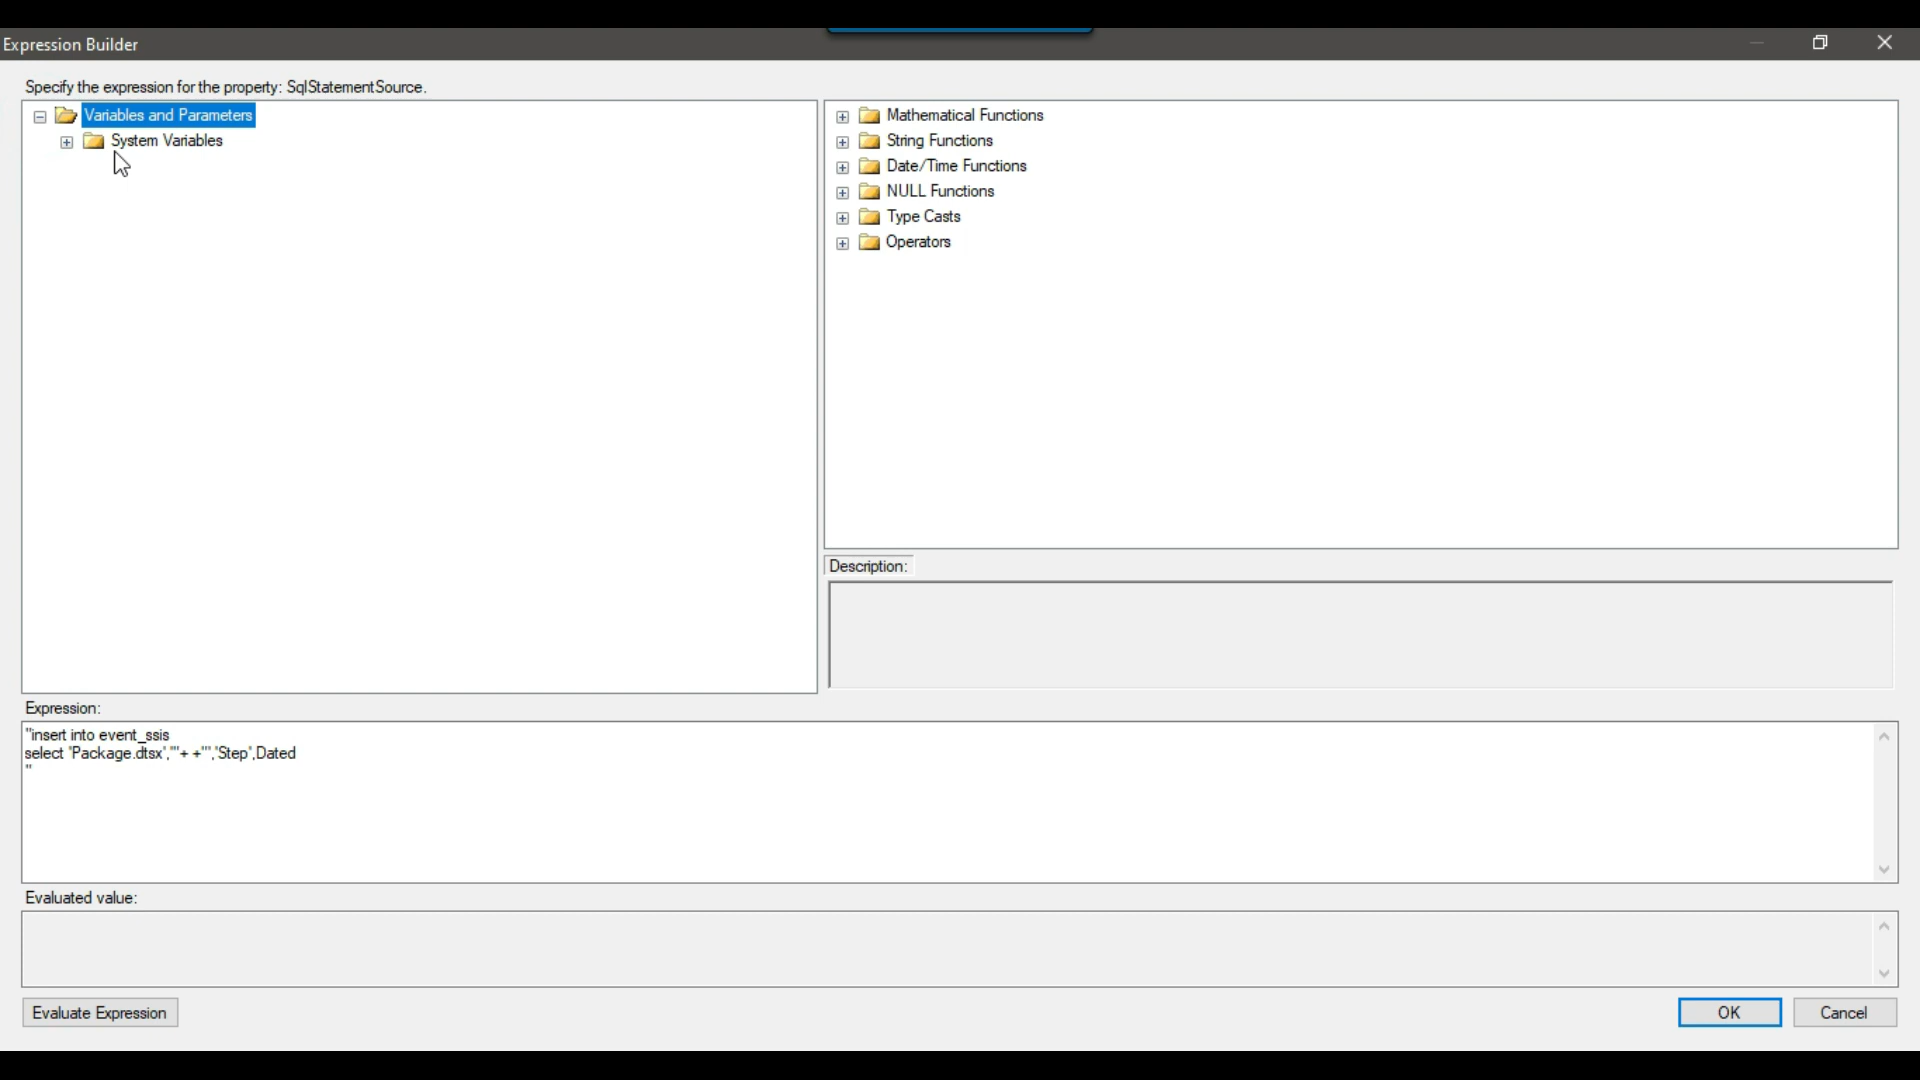 Expression Builder
Specify the expression for the property: SqlStatementSource.
Variables and Parameters
System Variables
Mathematical Functions
String Functions
Date/Time Functions
NULL Functions
Type Casts
Operators
Description:
Expression:
"insert into event_ssis
select 'Package.dtsx','"+ +"','Step',Dated
"
Evaluated value:
Evaluate Expression
OK
Cancel